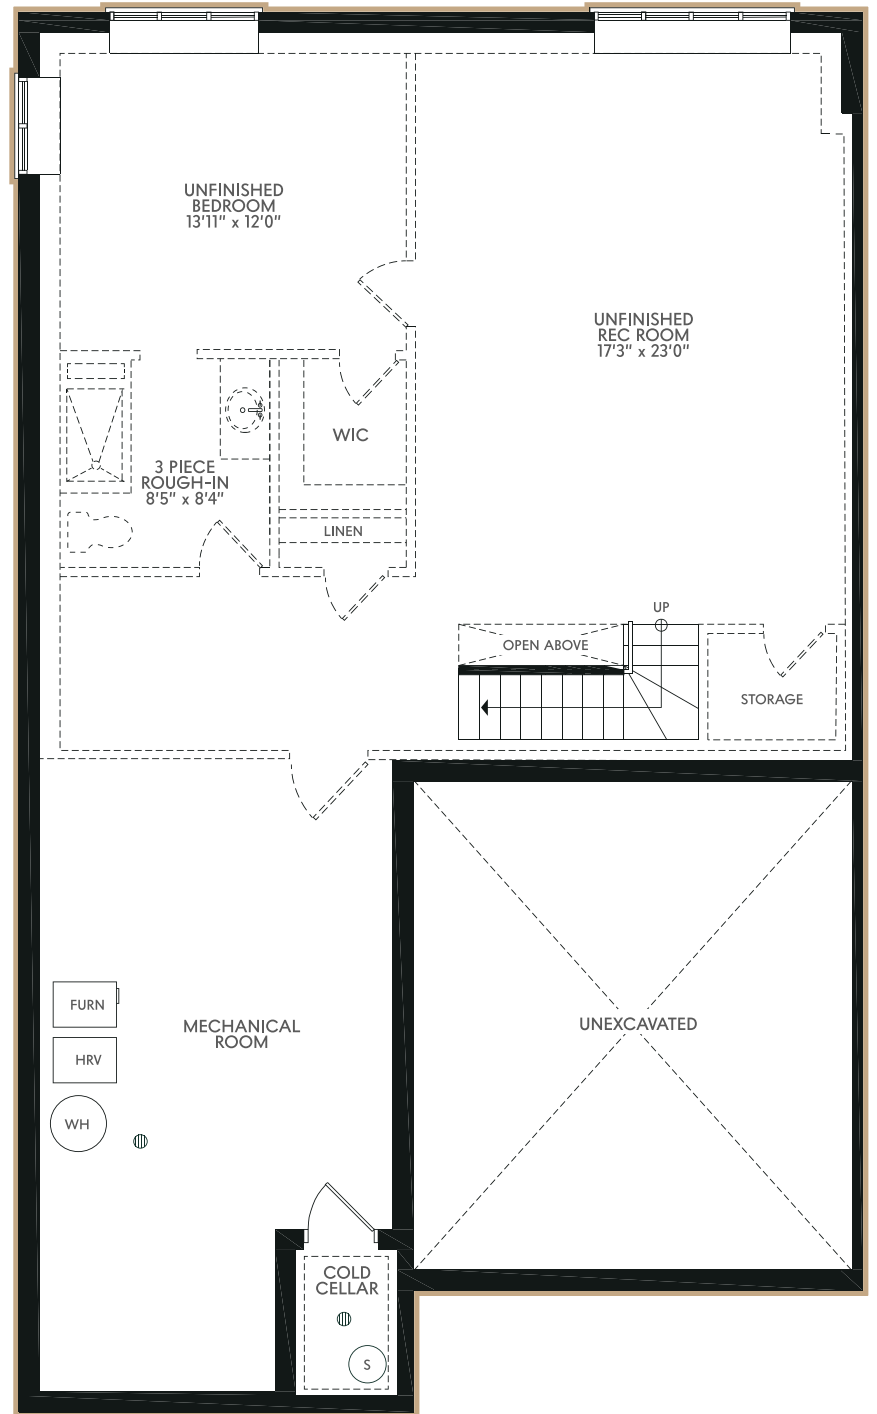 UNFINISHED
BEDROOM
13'11" x 12'0"
UNFINISHED
REC ROOM
17'3" x 23'0"
WIC
3 PIECE
ROUGH-IN
8'5" x 8'4"
LINEN
UP
OPEN ABOVE
STORAGE
FURN
HRV
WH
MECHANICAL
ROOM
UNEXCAVATED
COLD
CELLAR
S